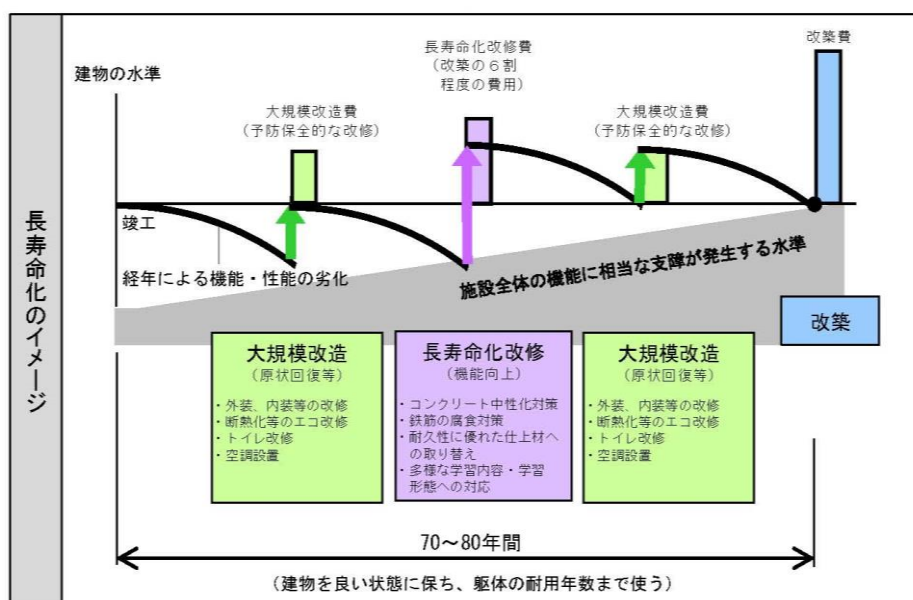 長寿命化のイメージ
建物の水準
大規模改造費
（予防保全的な改修）
長寿命化改修費
（改築の６割
程度の費用）
大規模改造費
（予防保全的な改修）
改築費
竣工
経年による機能・性能の劣化
施設全体の機能に相当な支障が発生する水準
改築
大規模改造
（原状回復等）
・外装、内装等の改修
・断熱化等のエコ改修
・トイレ改修
・空調設置
長寿命化改修
（機能向上）
・コンクリート中性化対策
・鉄筋の腐食対策
・耐久性に優れた仕上材へ
の取り替え
・多様な学習内容・学習
形態への対応
大規模改造
（原状回復等）
・外装、内装等の改修
・断熱化等のエコ改修
・トイレ改修
・空調設置
70～80年間
（建物を良い状態に保ち、躯体の耐用年数まで使う）